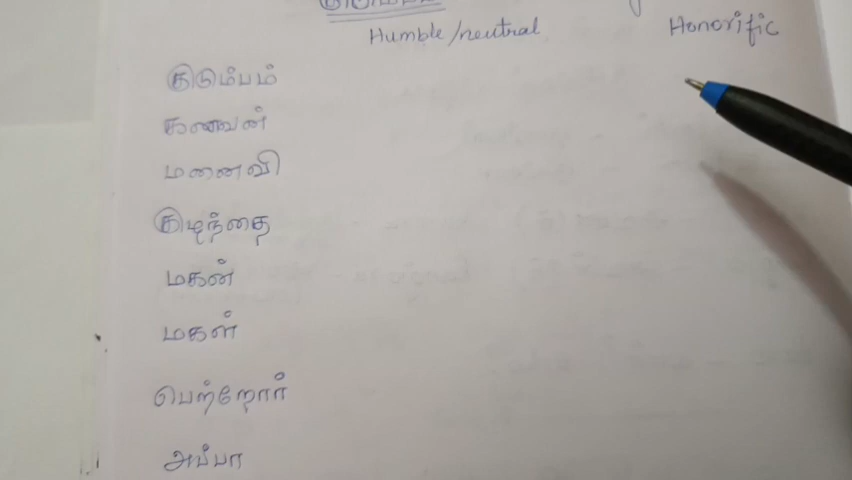 Humble/neutral Honorific
குடும்பம்
கணவன்
மனைவி
குழந்தை
மகன்
மகள்
பெற்றோர்
அப்பா